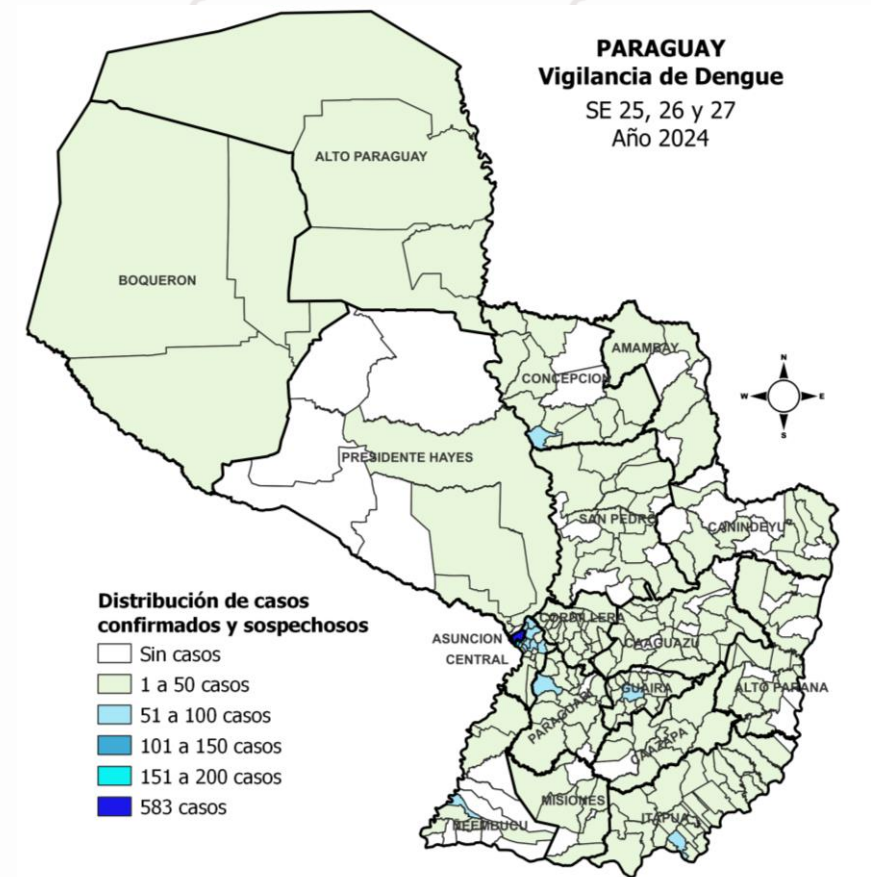 PARAGUAY
Vigilancia de Dengue
SE 25, 26 y 27
Año 2024
ALTO PARAGUAY
BOQUERON
N
W
E
S
AMAMBAY
CONCEPCION
PRESIDENTE HAYES
SAN PEDRO
CANINDEYU
Distribución de casos
confirmados y sospechosos
Sin casos
1 a 50 casos
51 a 100 casos
101 a 150 casos
151 a 200 casos
583 casos
ASUNCION
CENTRAL
CORDILLERA
CAAGUAZU
GUAIRA
ALTO PARANA
PARAGUARI
CAAZAPA
MISIONES
ÑEEMBUCU
ITAPUA